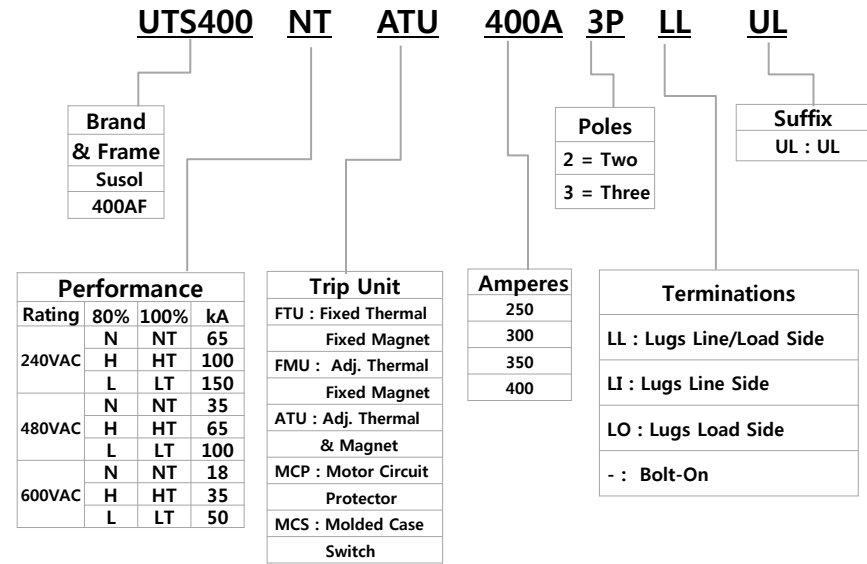 UTS400 NT ATU 400A 3P LL UL
Brand
& Frame
Susol
400AF
Poles
2 = Two
3 = Three
Suffix
UL : UL
Performance
Rating 80% 100% kA
240VAC
N NT 65
H HT 100
L LT 150
480VAC
N NT 35
H HT 65
L LT 100
600VAC
N NT 18
H HT 35
L LT 50
Trip Unit
FTU : Fixed Thermal
Fixed Magnet
FMU : Adj. Thermal
Fixed Magnet
ATU : Adj. Thermal
& Magnet
MCP : Motor Circuit
Protector
MCS : Molded Case
Switch
Amperes
250
300
350
400
Terminations
LL : Lugs Line/Load Side
LI : Lugs Line Side
LO : Lugs Load Side
- : Bolt-On